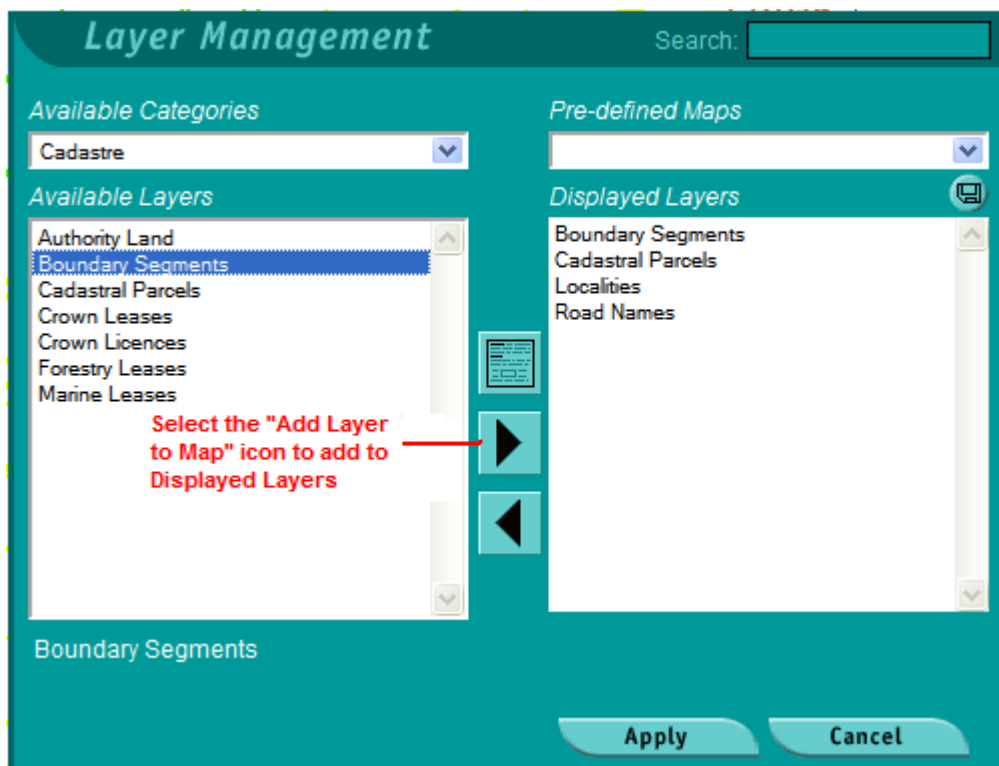 Layer Management
Search:
Available Categories
Pre-defined Maps
Cadastre
Available Layers
Displayed Layers
Authority Land
Boundary Segments
Cadastral Parcels
Crown Leases
Crown Licences
Forestry Leases
Marine Leases
Boundary Segments
Cadastral Parcels
Localities
Road Names
Select the "Add Layer
to Map" icon to add to
Displayed Layers
Boundary Segments
Apply
Cancel